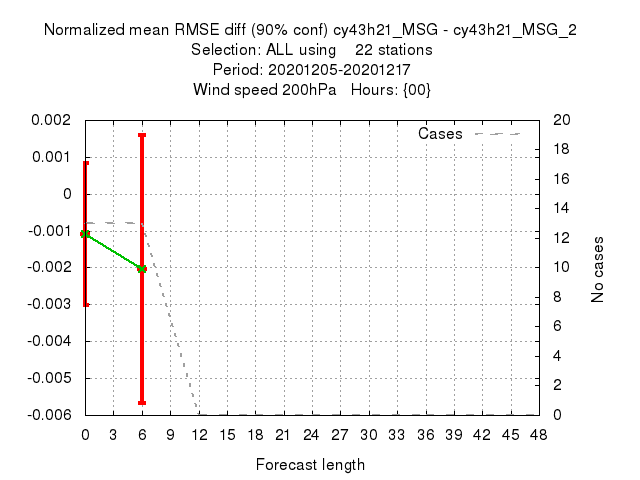 Normalized mean RMSE diff (90% conf) cy43h21_MSG - cy43h21_MSG_2
Selection: ALL using    22 stations
Period: 20201205-20201217
Wind speed 200hPa   Hours: {00}
Cases
0.002
0.001
0
-0.001
-0.002
-0.003
-0.004
-0.005
-0.006
20
18
16
14
12
10
8
6
4
2
0
No cases
0 3 6 9 12 15 18 21 24 27 30 33 36 39 42 45 48
Forecast length